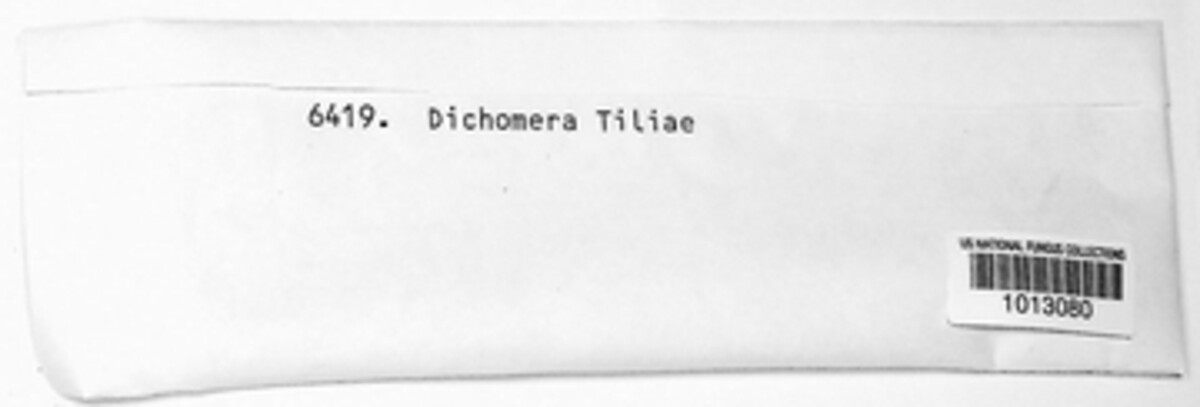 6419. Dichomera Tiliae
US NATIONAL FUNGUS COLLECTIONS
1013080